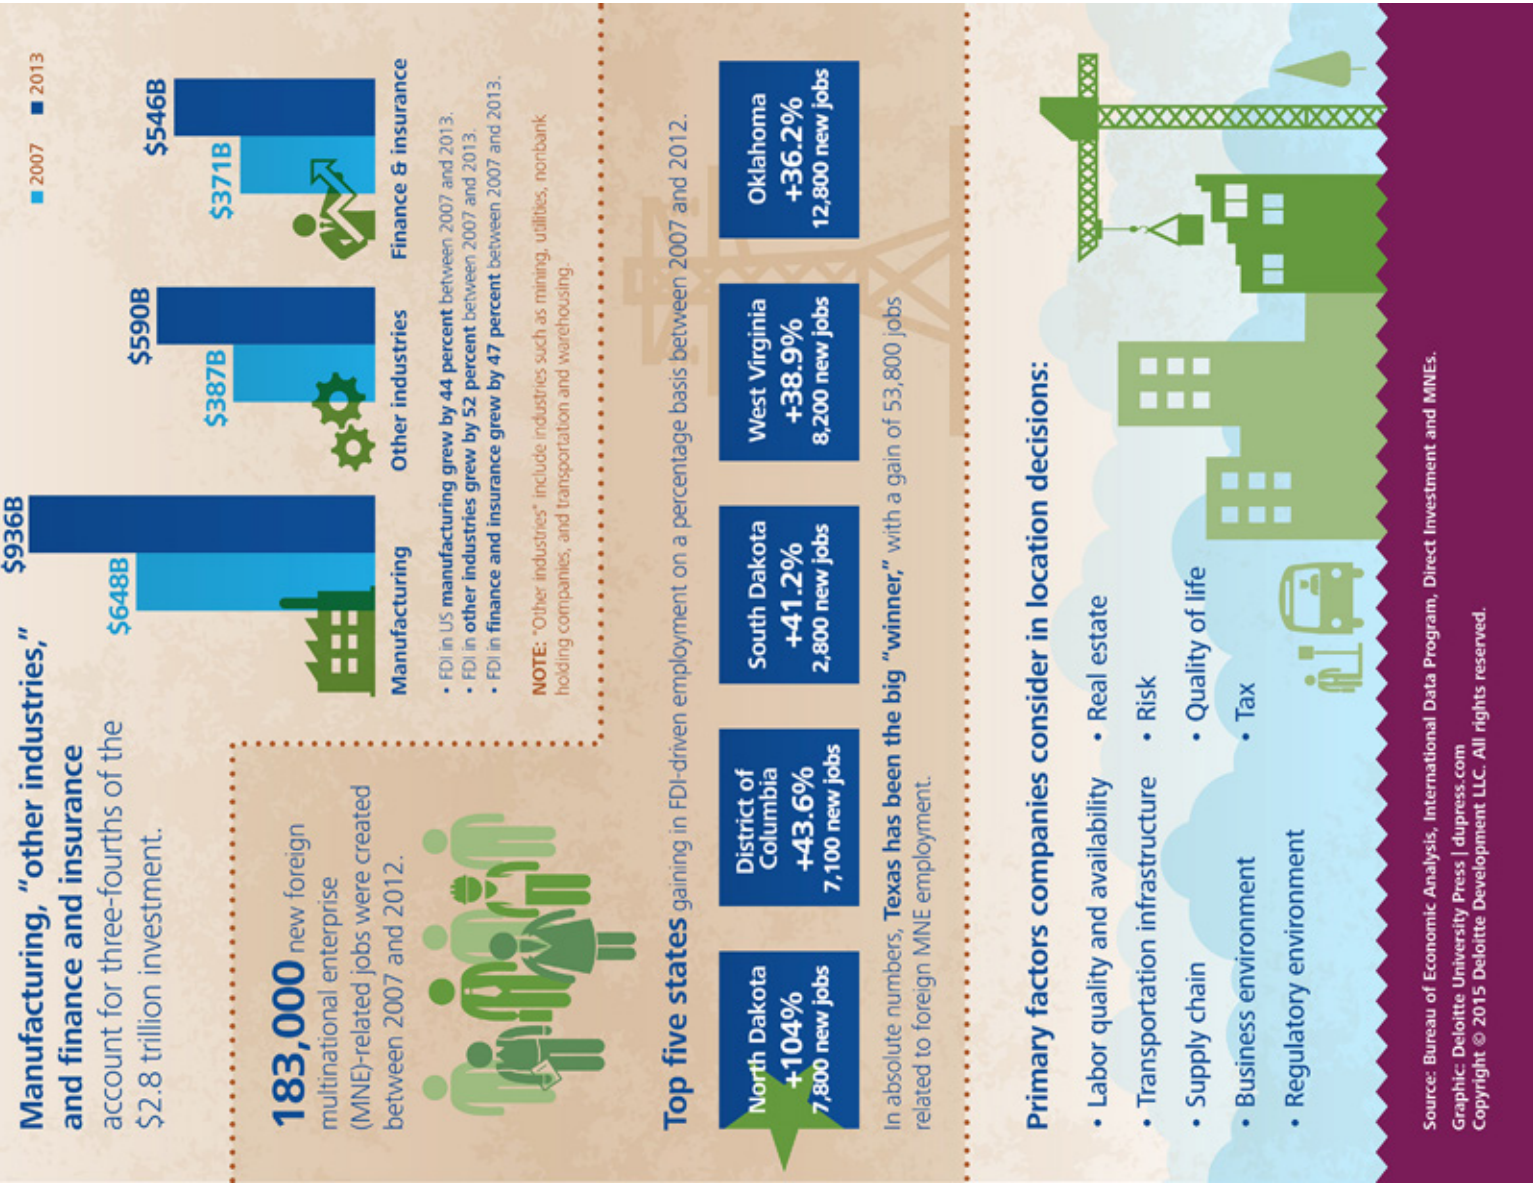 Manufacturing, "other industries,"
and finance and insurance
account for three-fourths of the
$2.8 trillion investment.
2007 2013
$648B
$936B
Manufacturing
$387B
$590B
Other industries
$371B
$546B
Finance & insurance
• FDI in US manufacturing grew by 44 percent between 2007 and 2013.
• FDI in other industries grew by 52 percent between 2007 and 2013.
• FDI in finance and insurance grew by 47 percent between 2007 and 2013.
NOTE: "Other industries" include industries such as mining, utilities, nonbank
holding companies, and transportation and warehousing.
183,000 new foreign
multinational enterprise
(MNE)-related jobs were created
between 2007 and 2012.
Top five states gaining in FDI-driven employment on a percentage basis between 2007 and 2012.
North Dakota
+104%
7,800 new jobs
District of
Columbia
+43.6%
7,100 new jobs
South Dakota
+41.2%
2,800 new jobs
West Virginia
+38.9%
8,200 new jobs
Oklahoma
+36.2%
12,800 new jobs
In absolute numbers, Texas has been the big "winner," with a gain of 53,800 jobs
related to foreign MNE employment.
Primary factors companies consider in location decisions:
• Labor quality and availability
• Transportation infrastructure
• Supply chain
• Business environment
• Regulatory environment
• Real estate
• Risk
• Quality of life
• Tax
Source: Bureau of Economic Analysis, International Data Program, Direct Investment and MNEs.
Graphic: Deloitte University Press | dupress.com
Copyright © 2015 Deloitte Development LLC. All rights reserved.